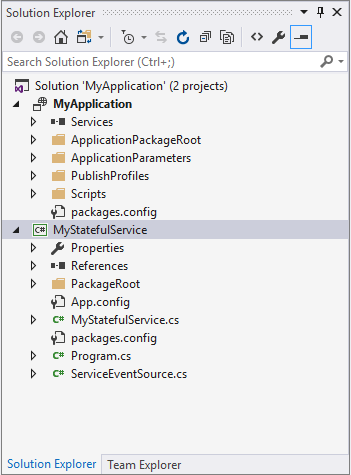 Solution Explorer
Search Solution Explorer (Ctrl+;)
Solution 'MyApplication' (2 projects)
MyApplication
Services
ApplicationPackageRoot
ApplicationParameters
PublishProfiles
Scripts
packages.config
C# MyStatefulService
Properties
References
PackageRoot
App.config
C# MyStatefulService.cs
packages.config
C# Program.cs
C# ServiceEventSource.cs
Solution Explorer Team Explorer